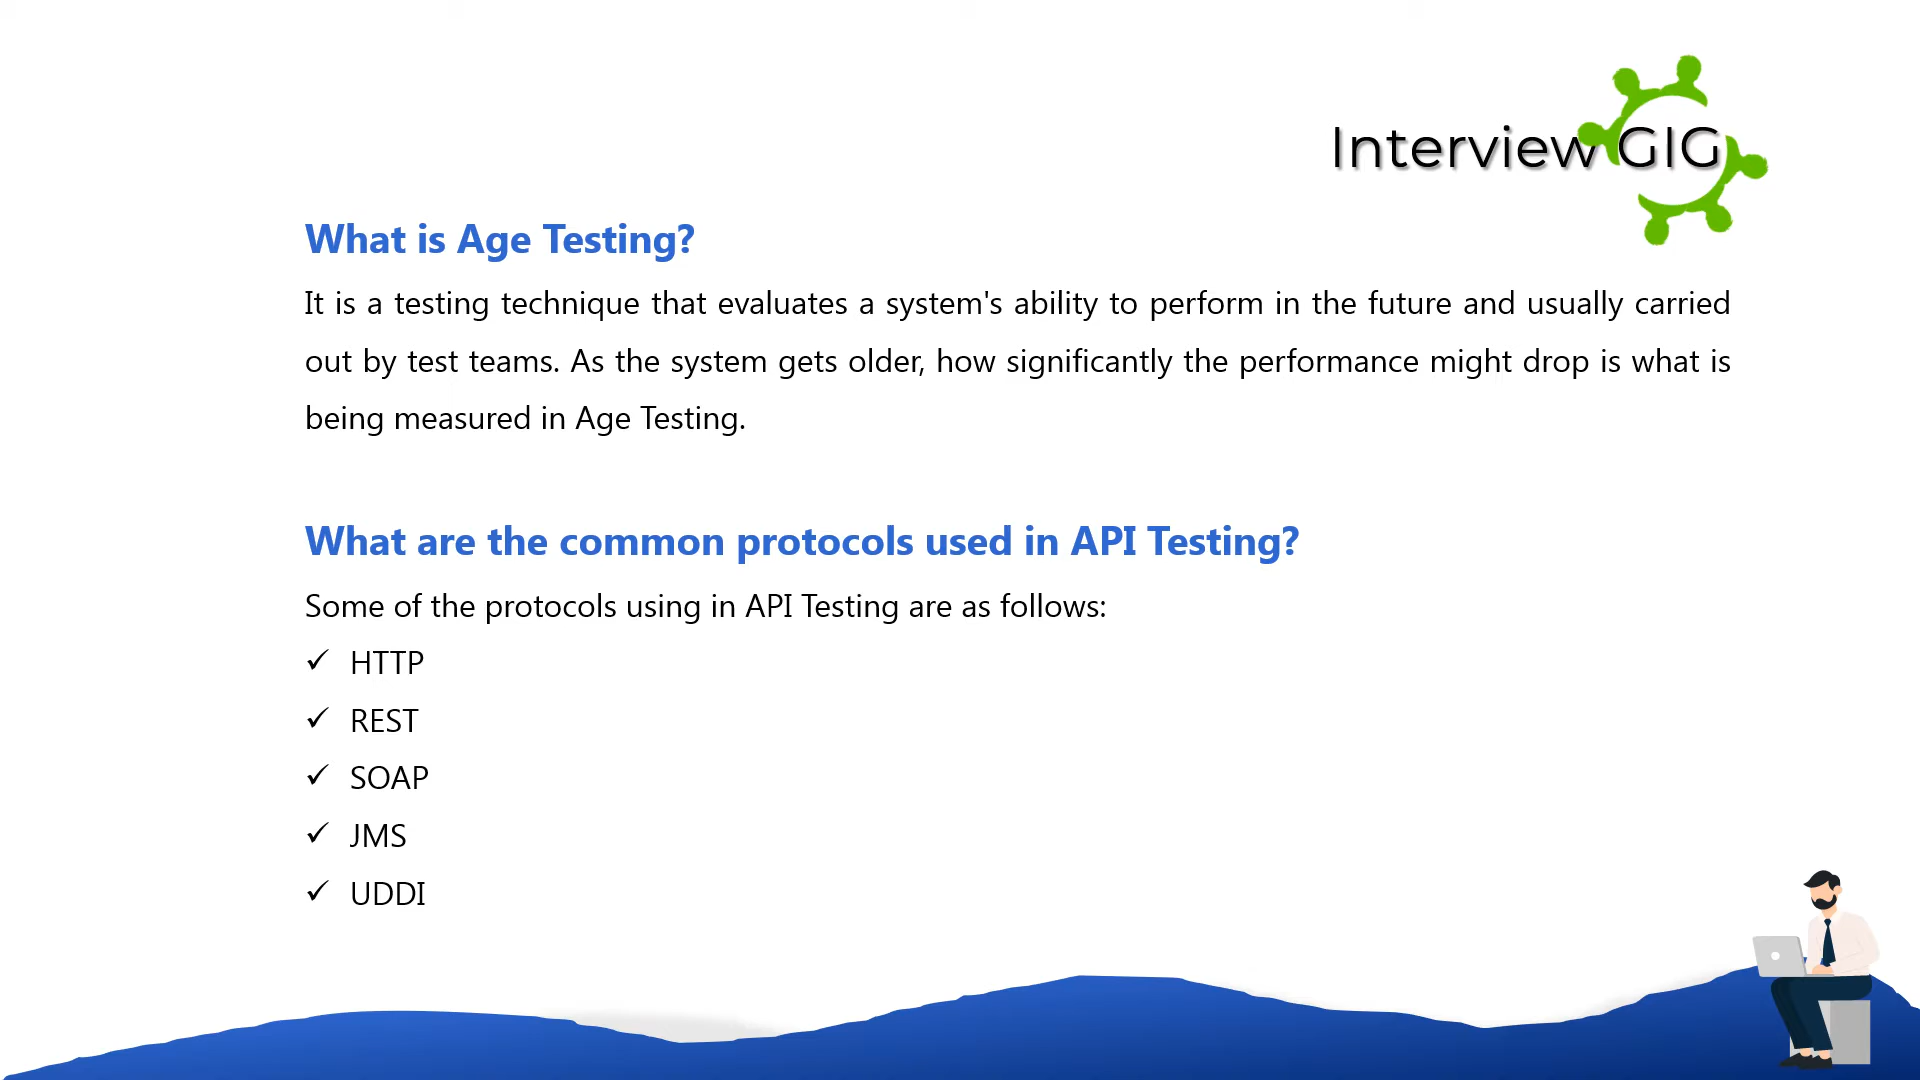 Interview GIG
What is Age Testing?
It is a testing technique that evaluates a system's ability to perform in the future and usually carried
out by test teams. As the system gets older, how significantly the performance might drop is what is
being measured in Age Testing.
What are the common protocols used in API Testing?
Some of the protocols using in API Testing are as follows:
✓ HTTP
✓ REST
✓ SOAP
✓ JMS
✓ UDDI